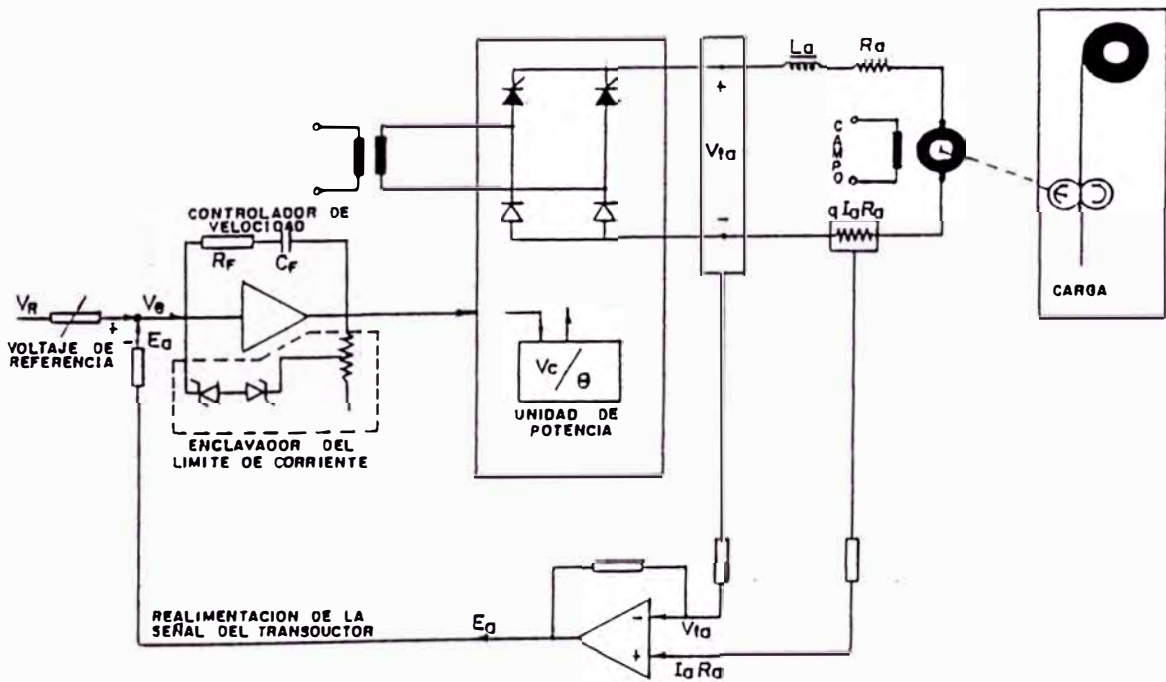 La
Ra
+
Vta
-
CAMPO
q IaRa
CARGA
CONTROLADOR DE
VELOCIDAD
RF
CF
VR
+
-
Ve
Ea
VOLTAJE DE
REFERENCIA
ENCLAVADOR DEL
LIMITE DE CORRIENTE
Vc/θ
UNIDAD DE
POTENCIA
REALIMENTACION DE LA
SEÑAL DEL TRANSDUCTOR
Ea
-
Vta
+
IaRa